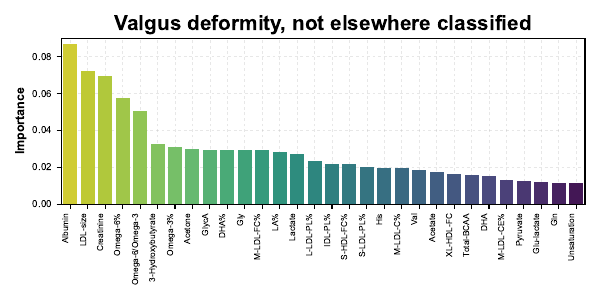 Valgus deformity, not elsewhere classified
Importance
0.08
0.06
0.04
0.02
0.00
Albumin
LDL-size
Creatinine
Omega-6%
Omega-6/Omega-3
3-Hydroxybutyrate
Omega-3%
Acetone
GlycA
DHA%
Gly
M-LDL-FC%
LA%
Lactate
L-LDL-PL%
IDL-PL%
S-HDL-FC%
S-LDL-PL%
His
M-LDL-C%
Val
Acetate
XL-HDL-FC
Total-BCAA
DHA
M-LDL-CE%
Pyruvate
Glu-lactate
Gln
Unsaturation